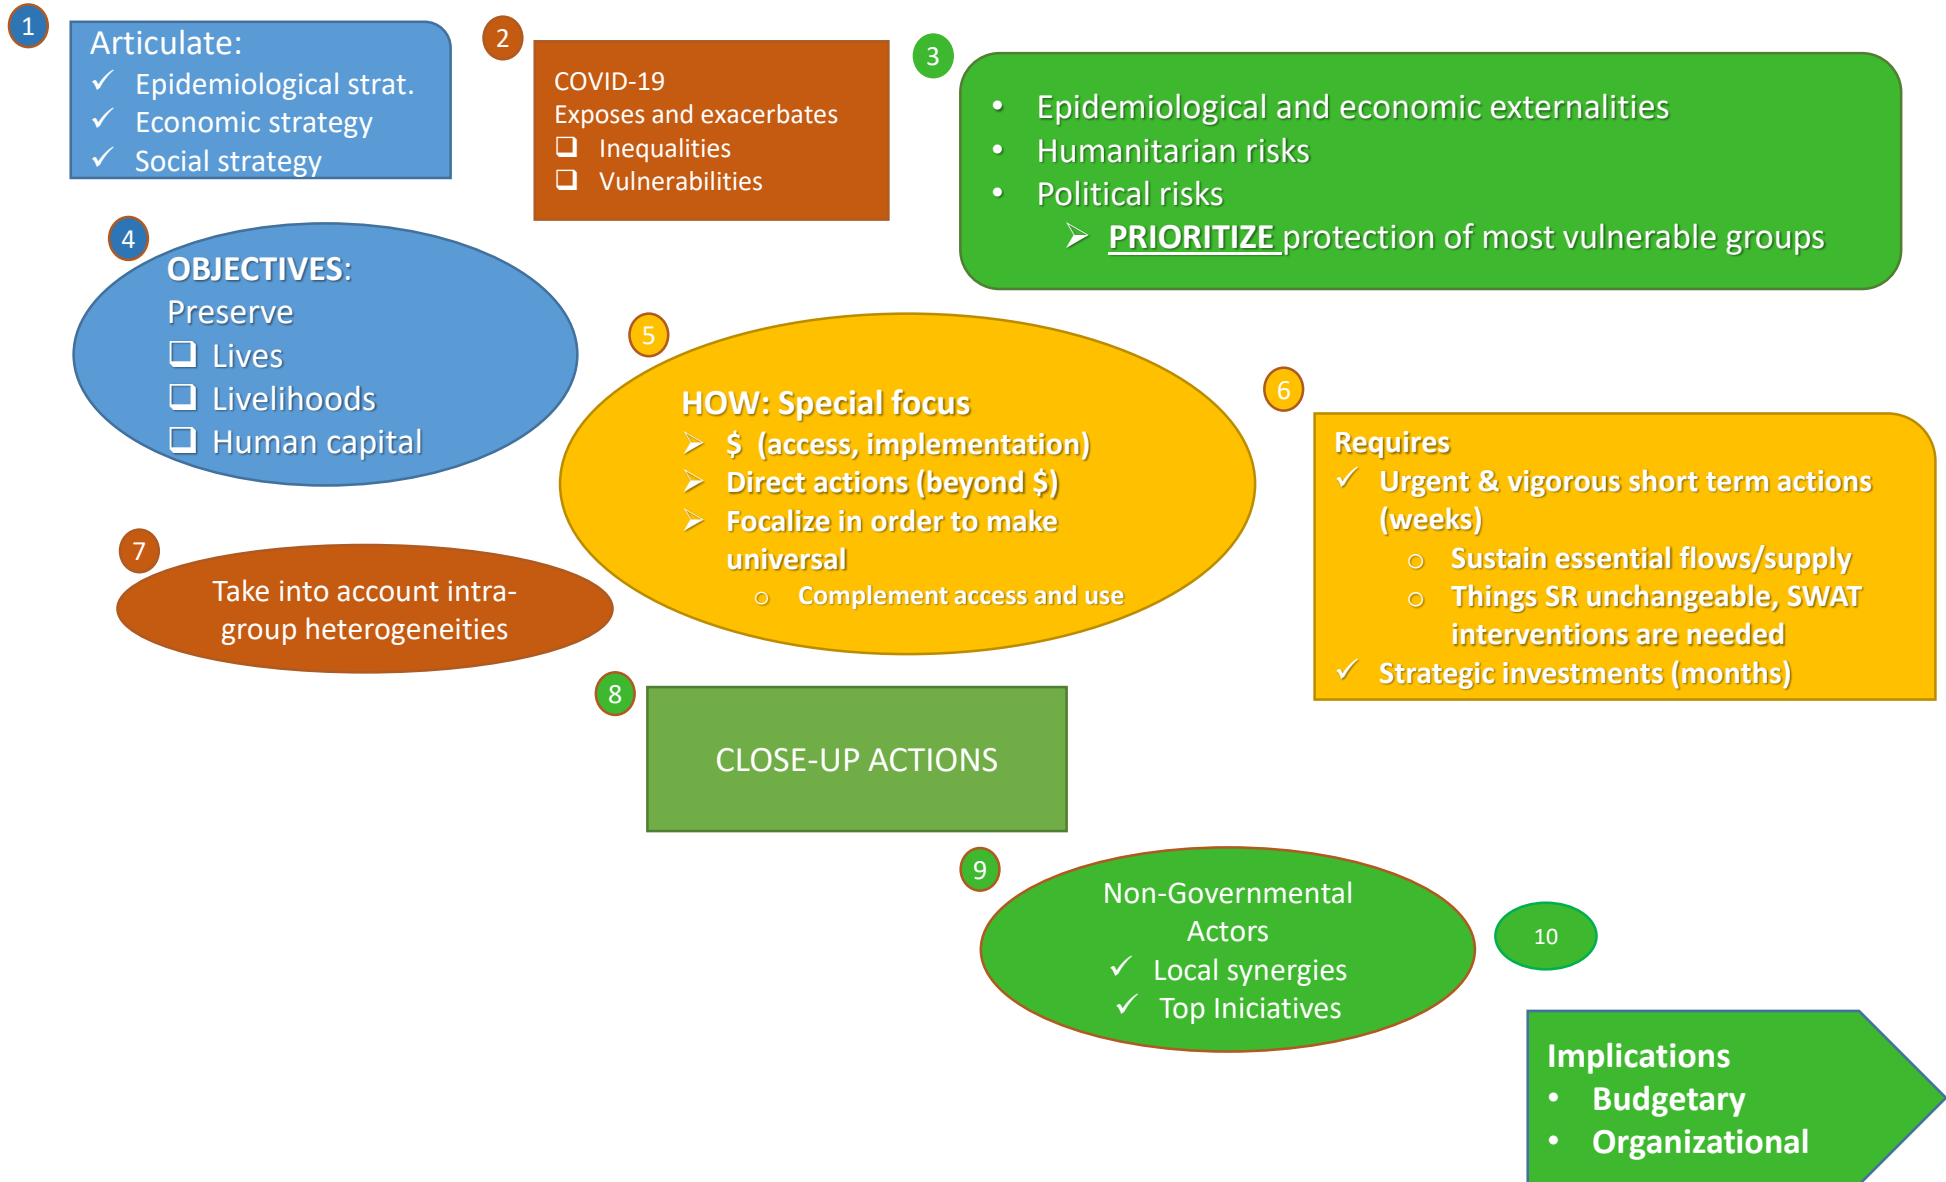 1
Articulate:
✓ Epidemiological strat.
✓ Economic strategy
✓ Social strategy
2
COVID-19
Exposes and exacerbates
❑ Inequalities
❑ Vulnerabilities
3
• Epidemiological and economic externalities
• Humanitarian risks
• Political risks
➢ PRIORITIZE protection of most vulnerable groups
4
OBJECTIVES:
Preserve
❑ Lives
❑ Livelihoods
❑ Human capital
5
HOW: Special focus
➢ $ (access, implementation)
➢ Direct actions (beyond $)
➢ Focalize in order to make
universal
o Complement access and use
6
Requires
✓ Urgent & vigorous short term actions
(weeks)
o Sustain essential flows/supply
o Things SR unchangeable, SWAT
interventions are needed
✓ Strategic investments (months)
7
Take into account intra-
group heterogeneities
8
CLOSE-UP ACTIONS
9
Non-Governmental
Actors
✓ Local synergies
✓ Top Iniciatives
10
Implications
• Budgetary
• Organizational